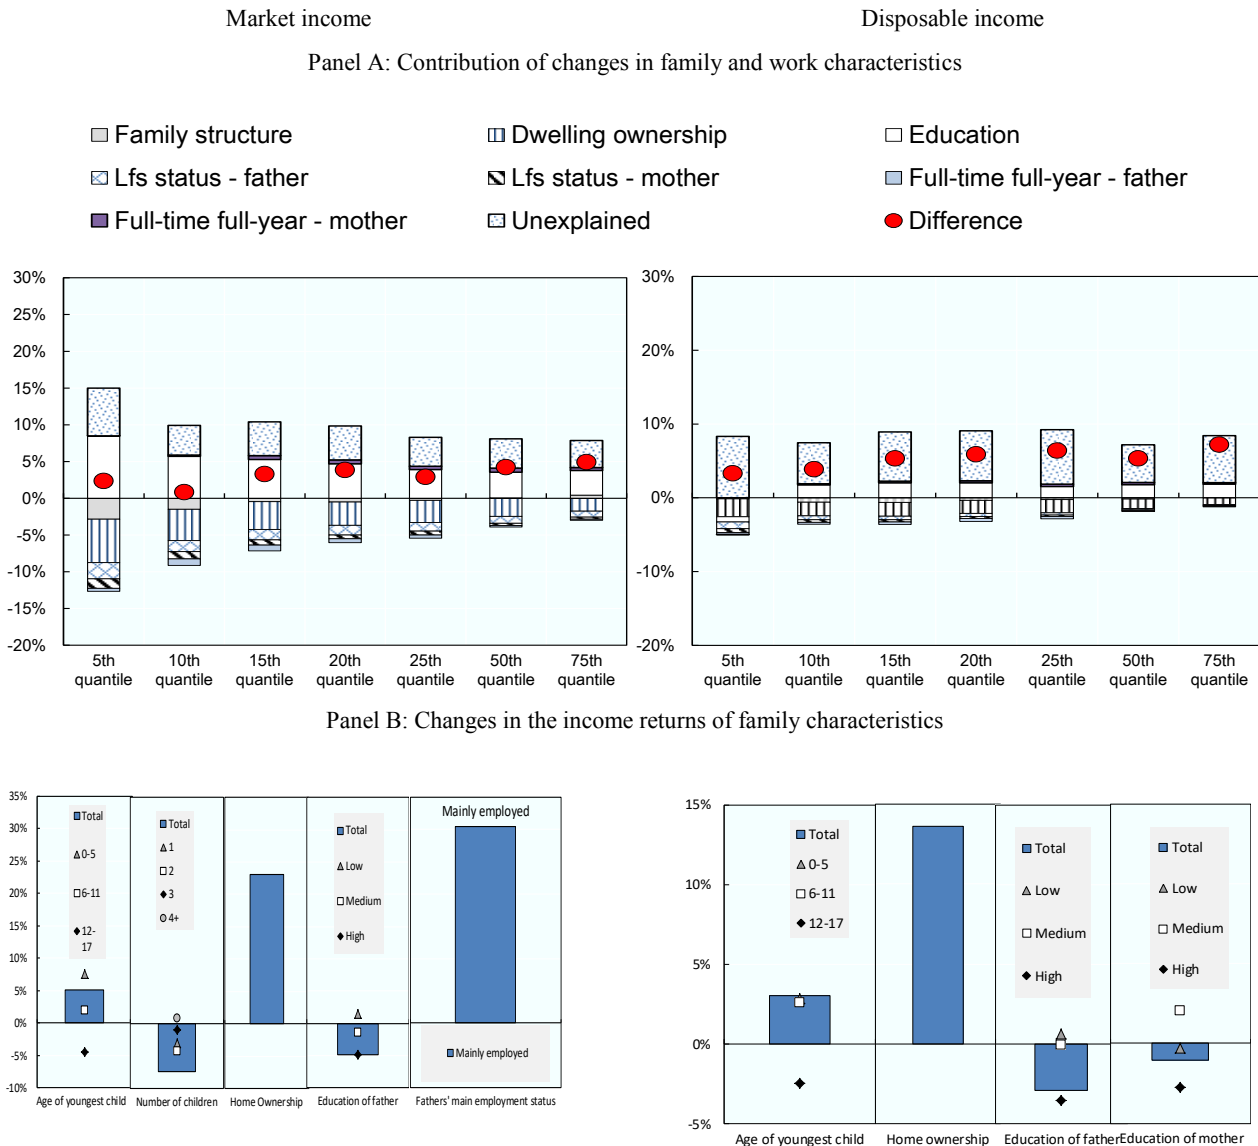 Market income
Disposable income
Panel A: Contribution of changes in family and work characteristics
Family structure
Dwelling ownership
Education
Lfs status - father
Lfs status - mother
Full-time full-year - father
Full-time full-year - mother
Unexplained
Difference
30%
25%
20%
15%
10%
5%
0%
-5%
-10%
-15%
-20%
5th
quantile
10th
quantile
15th
quantile
20th
quantile
25th
quantile
50th
quantile
75th
quantile
30%
20%
10%
0%
-10%
-20%
5th
quantile
10th
quantile
15th
quantile
20th
quantile
25th
quantile
50th
quantile
75th
quantile
Panel B: Changes in the income returns of family characteristics
35%
30%
25%
20%
15%
10%
5%
0%
-5%
-10%
Total
0-5
6-11
12-
17
Total
1
2
3
4+
Total
Low
Medium
High
Mainly employed
Mainly employed
Age of youngest child
Number of children
Home Ownership
Education of father
Fathers' main employment status
15%
10%
5%
0%
-5%
Total
0-5
6-11
12-17
Total
Low
Medium
High
Total
Low
Medium
High
Age of youngest child
Home ownership
Education of father
Education of mother